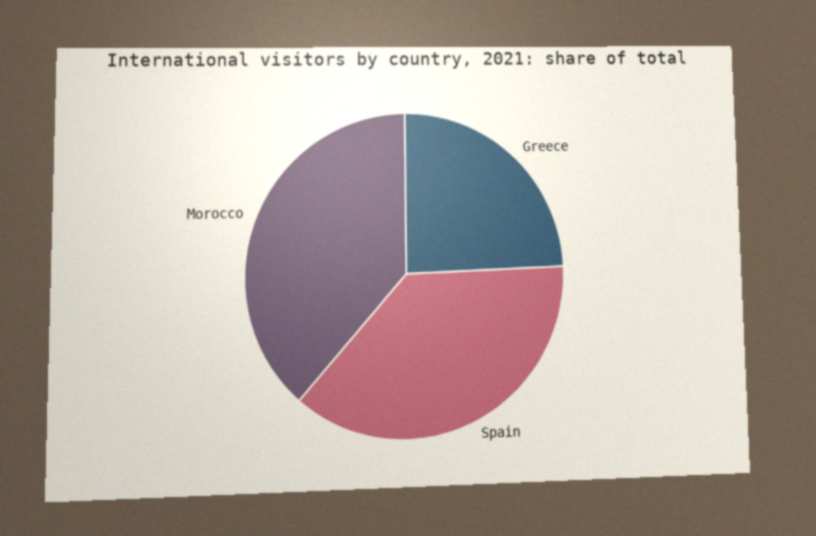 International visitors by country, 2021: share of total
Greece
Morocco
Spain